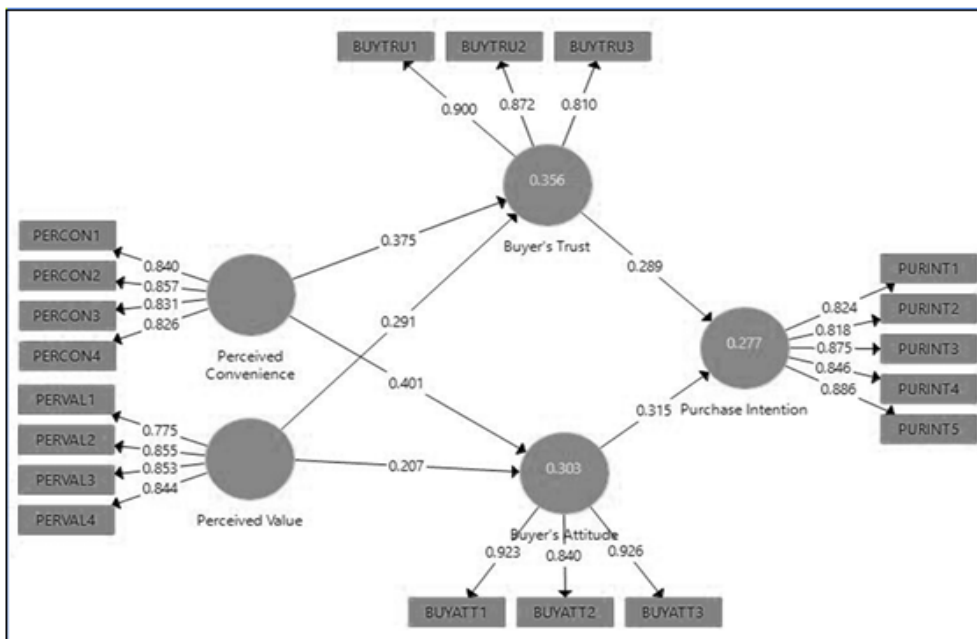 BUYTRU1 BUYTRU2 BUYTRU3
0.900 0.872 0.810
0.356
Buyer's Trust
PERCON1
PERCON2
PERCON3
PERCON4
0.840
0.857
0.831
0.826
Perceived
Convenience
0.375
0.291
0.401
0.207
0.289
0.315
PERVAL1
PERVAL2
PERVAL3
PERVAL4
0.775
0.855
0.853
0.844
Perceived Value
0.277
Purchase Intention
0.824
0.818
0.875
0.846
0.886
PURINT1
PURINT2
PURINT3
PURINT4
PURINT5
0.303
Buyer's Attitude
0.923 0.840 0.926
BUYATT1 BUYATT2 BUYATT3